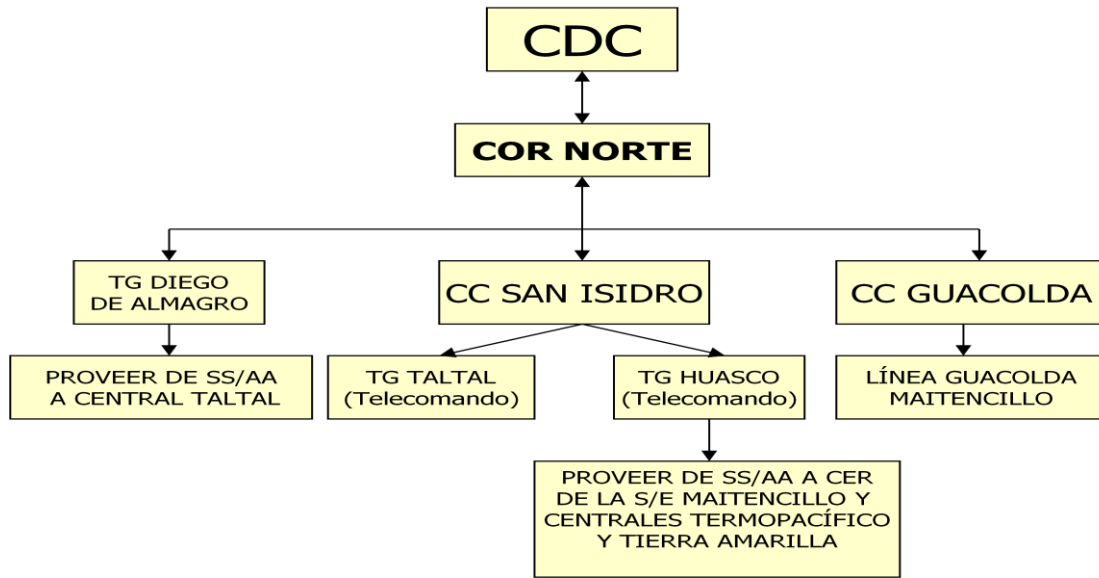 CDC
COR NORTE
TG DIEGO
DE ALMAGRO
CC SAN ISIDRO
CC GUACOLDA
PROVEER DE SS/AA
A CENTRAL TALTAL
TG TALTAL
(Telecomando)
TG HUASCO
(Telecomando)
LÍNEA GUACOLDA
MAITENCILLO
PROVEER DE SS/AA A CER
DE LA S/E MAITENCILLO Y
CENTRALES TERMOPACÍFICO
Y TIERRA AMARILLA